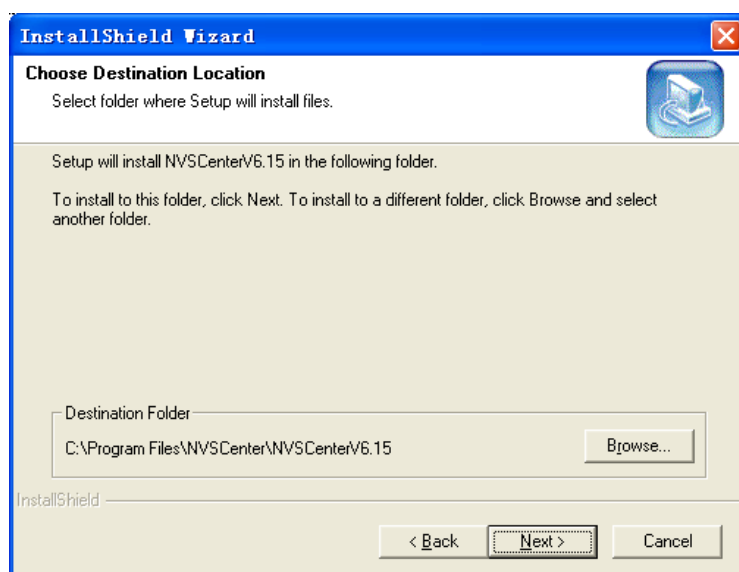 InstallShield Wizard
Choose Destination Location
Select folder where Setup will install files.
Setup will install NVSCenterV6.15 in the following folder.
To install to this folder, click Next. To install to a different folder, click Browse and select
another folder.
Destination Folder
C:\Program Files\NVSCenter\NVSCenterV6.15
Browse...
InstallShield
< Back
Next >
Cancel